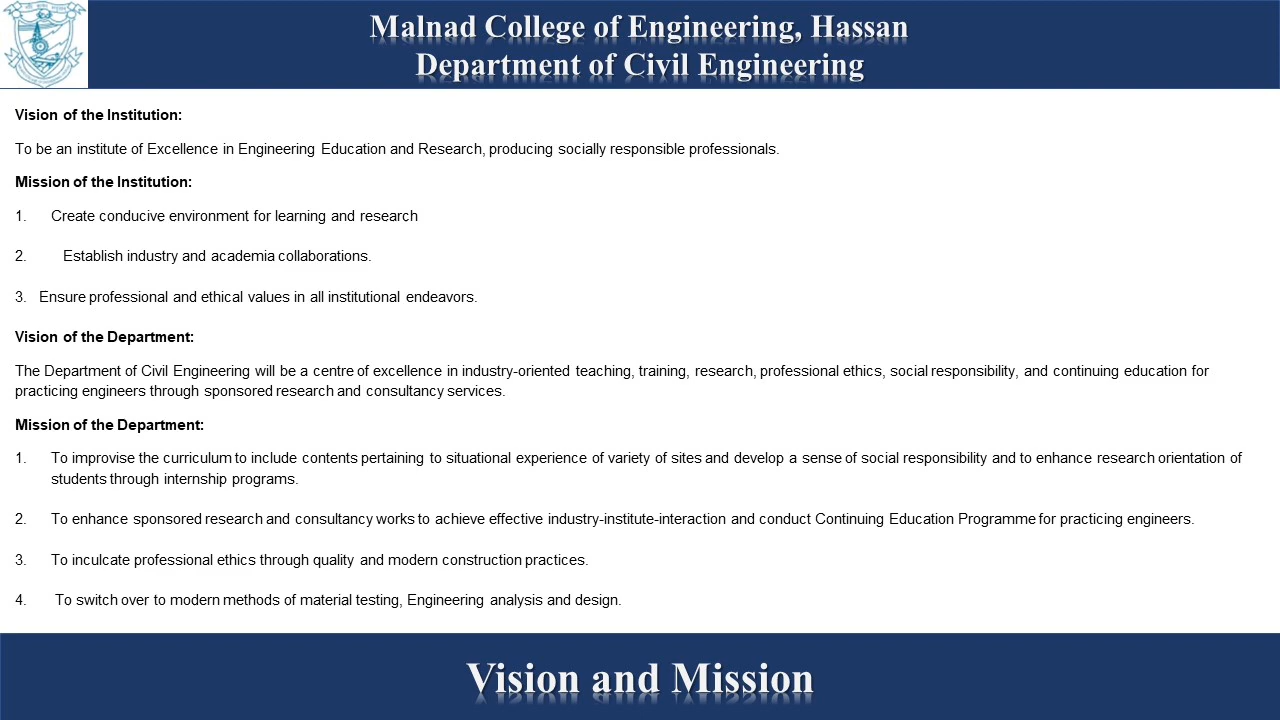 Malnad College of Engineering, Hassan
Department of Civil Engineering
Vision of the Institution:
To be an institute of Excellence in Engineering Education and Research, producing socially responsible professionals.
Mission of the Institution:
1. Create conducive environment for learning and research
2. Establish industry and academia collaborations.
3. Ensure professional and ethical values in all institutional endeavors.
Vision of the Department:
The Department of Civil Engineering will be a centre of excellence in industry-oriented teaching, training, research, professional ethics, social responsibility, and continuing education for
practicing engineers through sponsored research and consultancy services.
Mission of the Department:
1. To improvise the curriculum to include contents pertaining to situational experience of variety of sites and develop a sense of social responsibility and to enhance research orientation of
students through internship programs.
2. To enhance sponsored research and consultancy works to achieve effective industry-institute-interaction and conduct Continuing Education Programme for practicing engineers.
3. To inculcate professional ethics through quality and modern construction practices.
4. To switch over to modern methods of material testing, Engineering analysis and design.
Vision and Mission